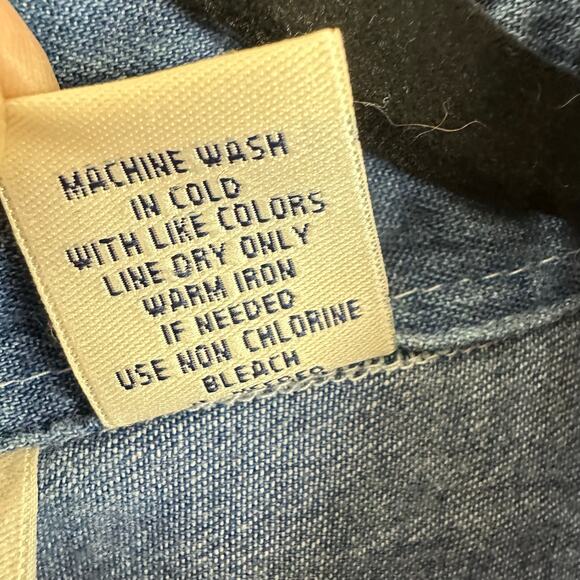 MACHINE WASH
IN COLD
WITH LIKE COLORS
LINE DRY ONLY
WARM IRON
IF NEEDED
USE NON CHLORINE
BLEACH